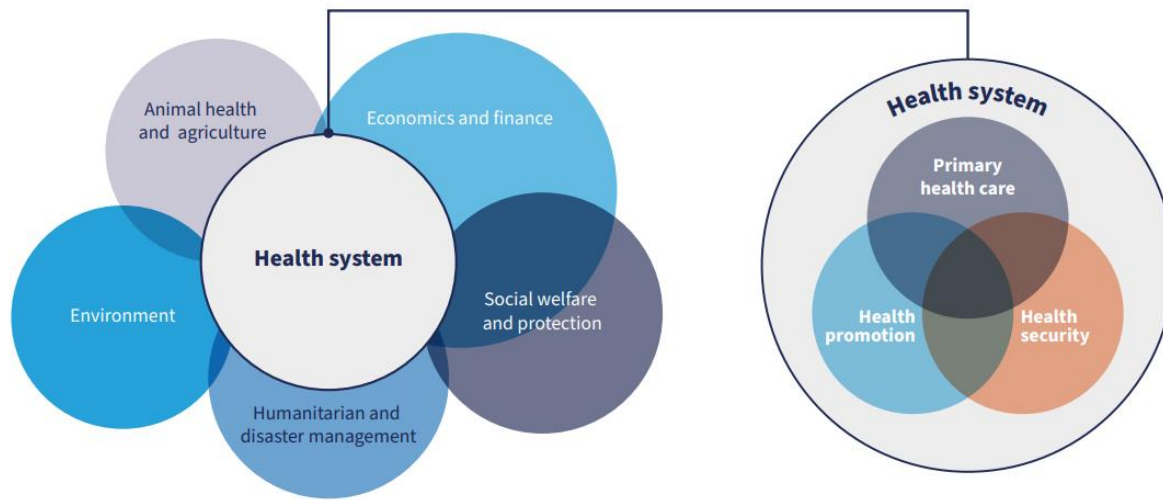 Animal health
and agriculture
Economics and finance
Health system
Environment
Social welfare
and protection
Humanitarian and
disaster management
Health system
Primary
health care
Health
promotion
Health
security